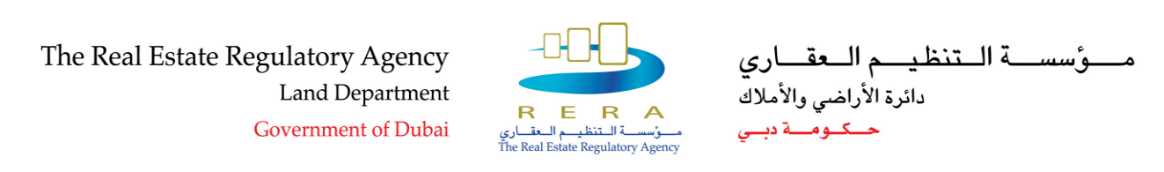 The Real Estate Regulatory Agency
Land Department
Government of Dubai
RERA
مؤسسة التنظيم العقاري
The Real Estate Regulatory Agency
مؤسسة التنظيم العقاري
دائرة الأراضي والأملاك
حكومة دبي